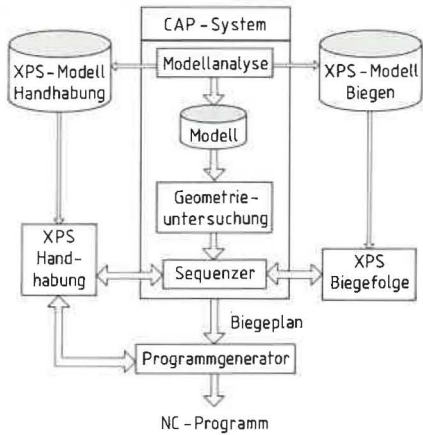 CAP-System
XPS-Modell
Handhabung
Modellanalyse
XPS-Modell
Biegen
Modell
Geometrie-
untersuchung
XPS
Hand-
habung
Sequenzer
XPS
Biegefolge
Biegeplan
Programmgenerator
NC-Programm